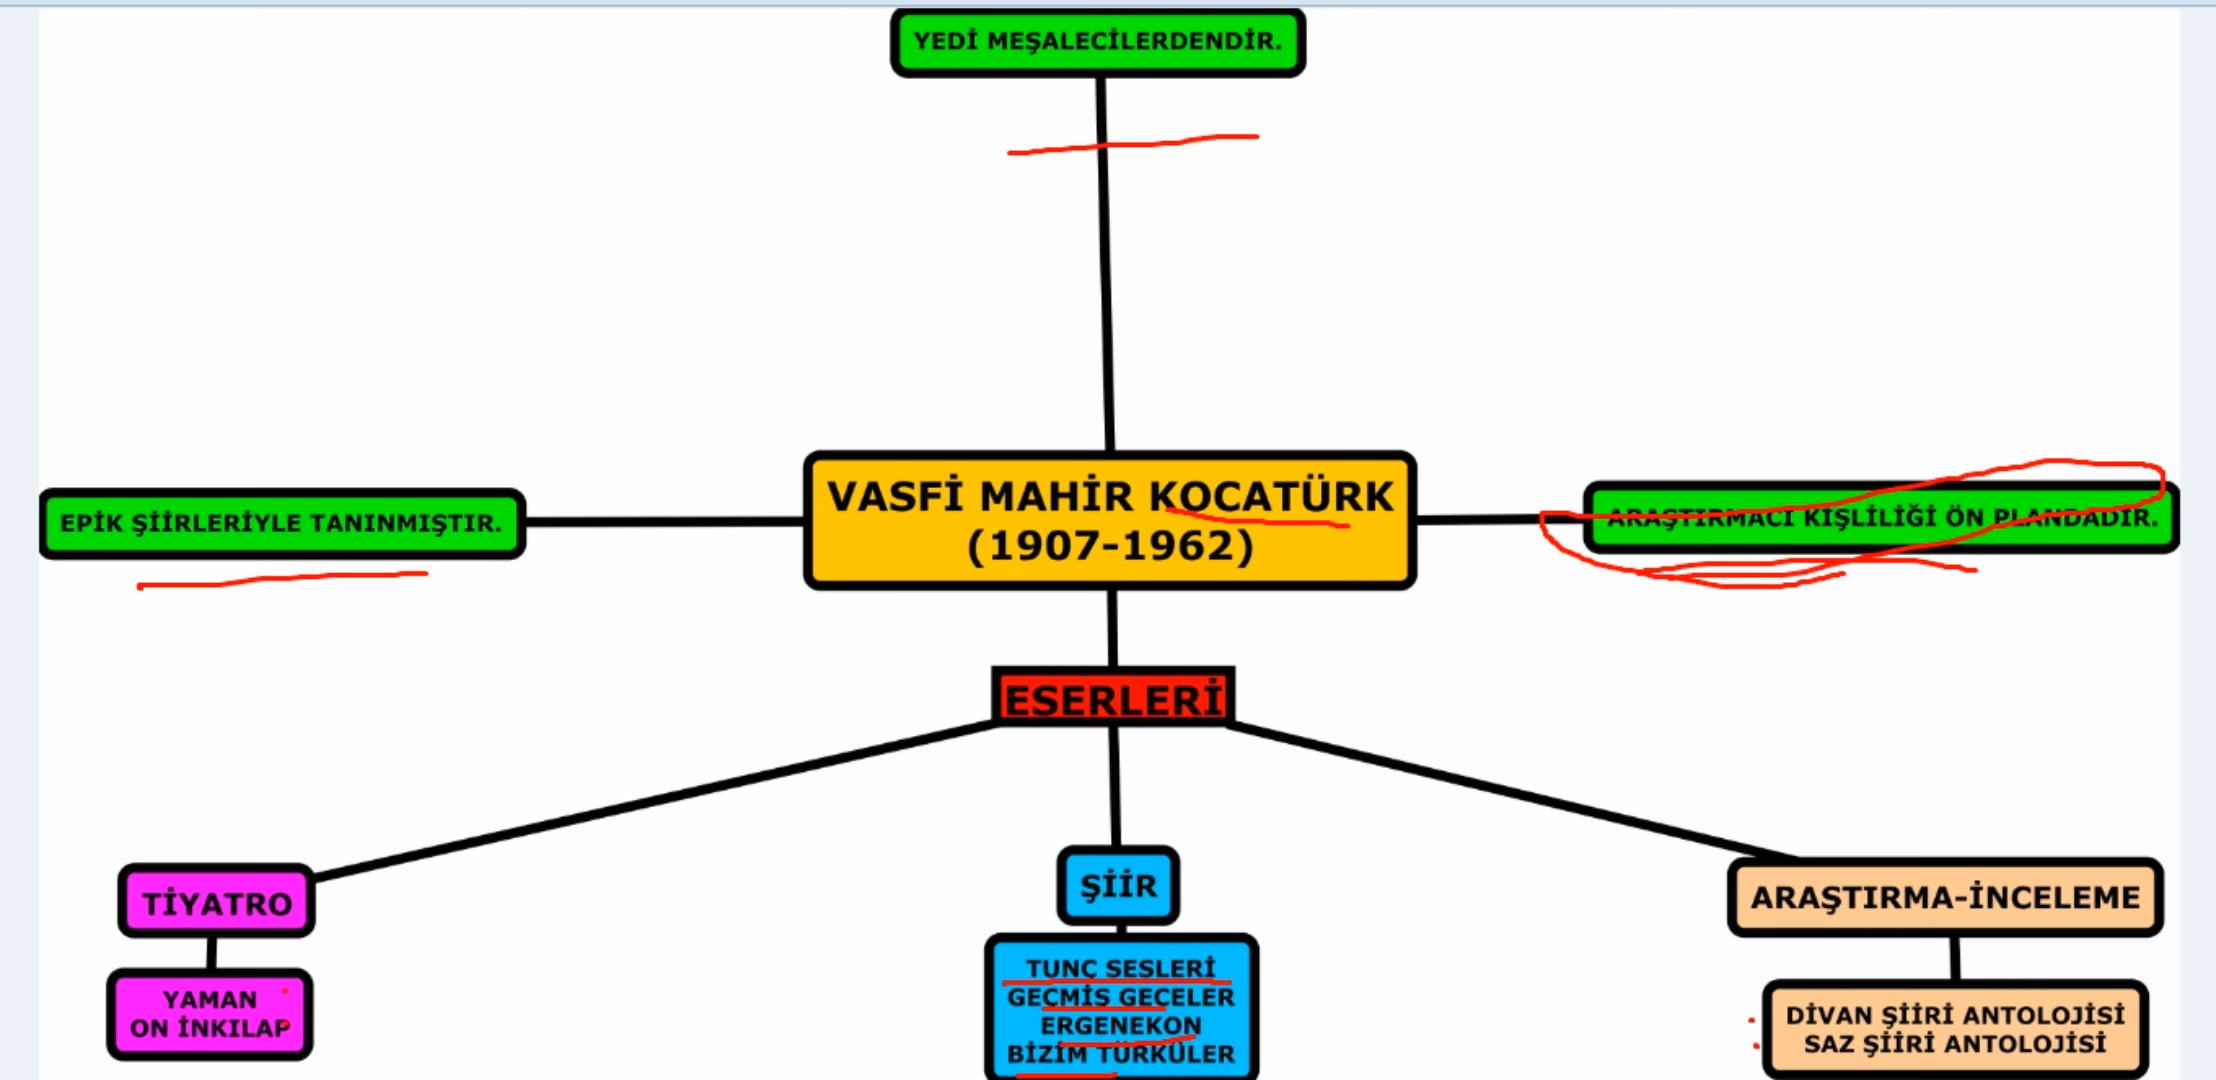 YEDİ MEŞALECİLERDENDİR.
EPİK ŞİİRLERİYLE TANINMIŞTIR.
VASFİ MAHİR KOCATÜRK
(1907-1962)
ARAŞTIRMACI KİŞLİLİĞİ ÖN PLANDADIR.
ESERLERİ
TİYATRO
YAMAN
ON İNKILAP
ŞİİR
TUNÇ SESLERİ
GEÇMİŞ GECELER
ERGENEKON
BİZİM TÜRKÜLER
ARAŞTIRMA-İNCELEME
DİVAN ŞİİRİ ANTOLOJİSİ
SAZ ŞİİRİ ANTOLOJİSİ